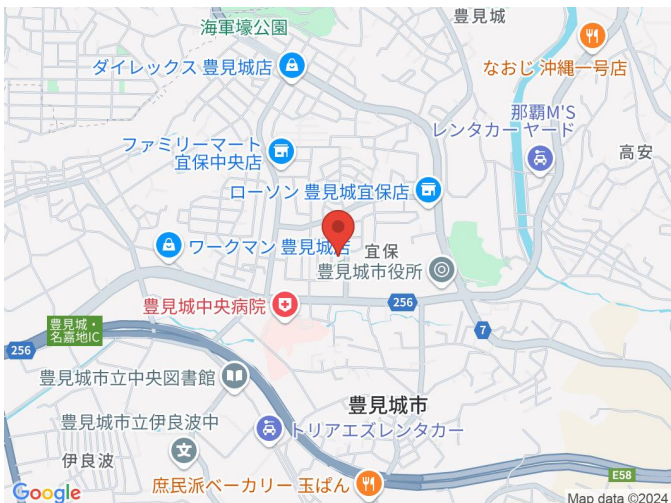 海軍壕公園
豊見城
ダイレックス 豊見城店
なおじ 沖縄一号店
那覇M'S
レンタカー ヤード
ファミリーマート
宜保中央店
高安
ローソン 豊見城宜保店
ワークマン 豊見城店
宜保
豊見城市役所
豊見城中央病院
256
豊見城・
名嘉地IC
7
256
豊見城市立中央図書館
豊見城市
豊見城市立伊良波中
トリアエズレンタカー
伊良波
E58
庶民派ベーカリー 玉ぱん
Google
Map data ©2024